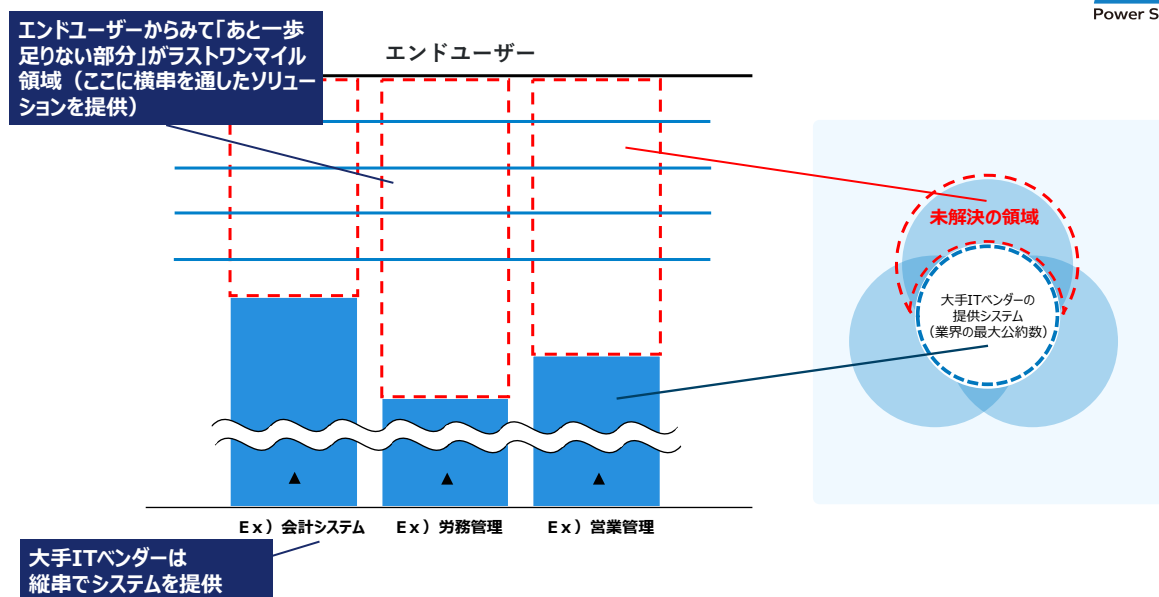 Power S
エンドユーザーからみて「あと一歩
足りない部分」がラストワンマイル
領域（ここに横串を通したソリュー
ションを提供）
エンドユーザー
未解決の領域
大手ITベンダーの
提供システム
（業界の最大公約数）
Ex）会計システム
Ex）労務管理
Ex）営業管理
大手ITベンダーは
縦串でシステムを提供